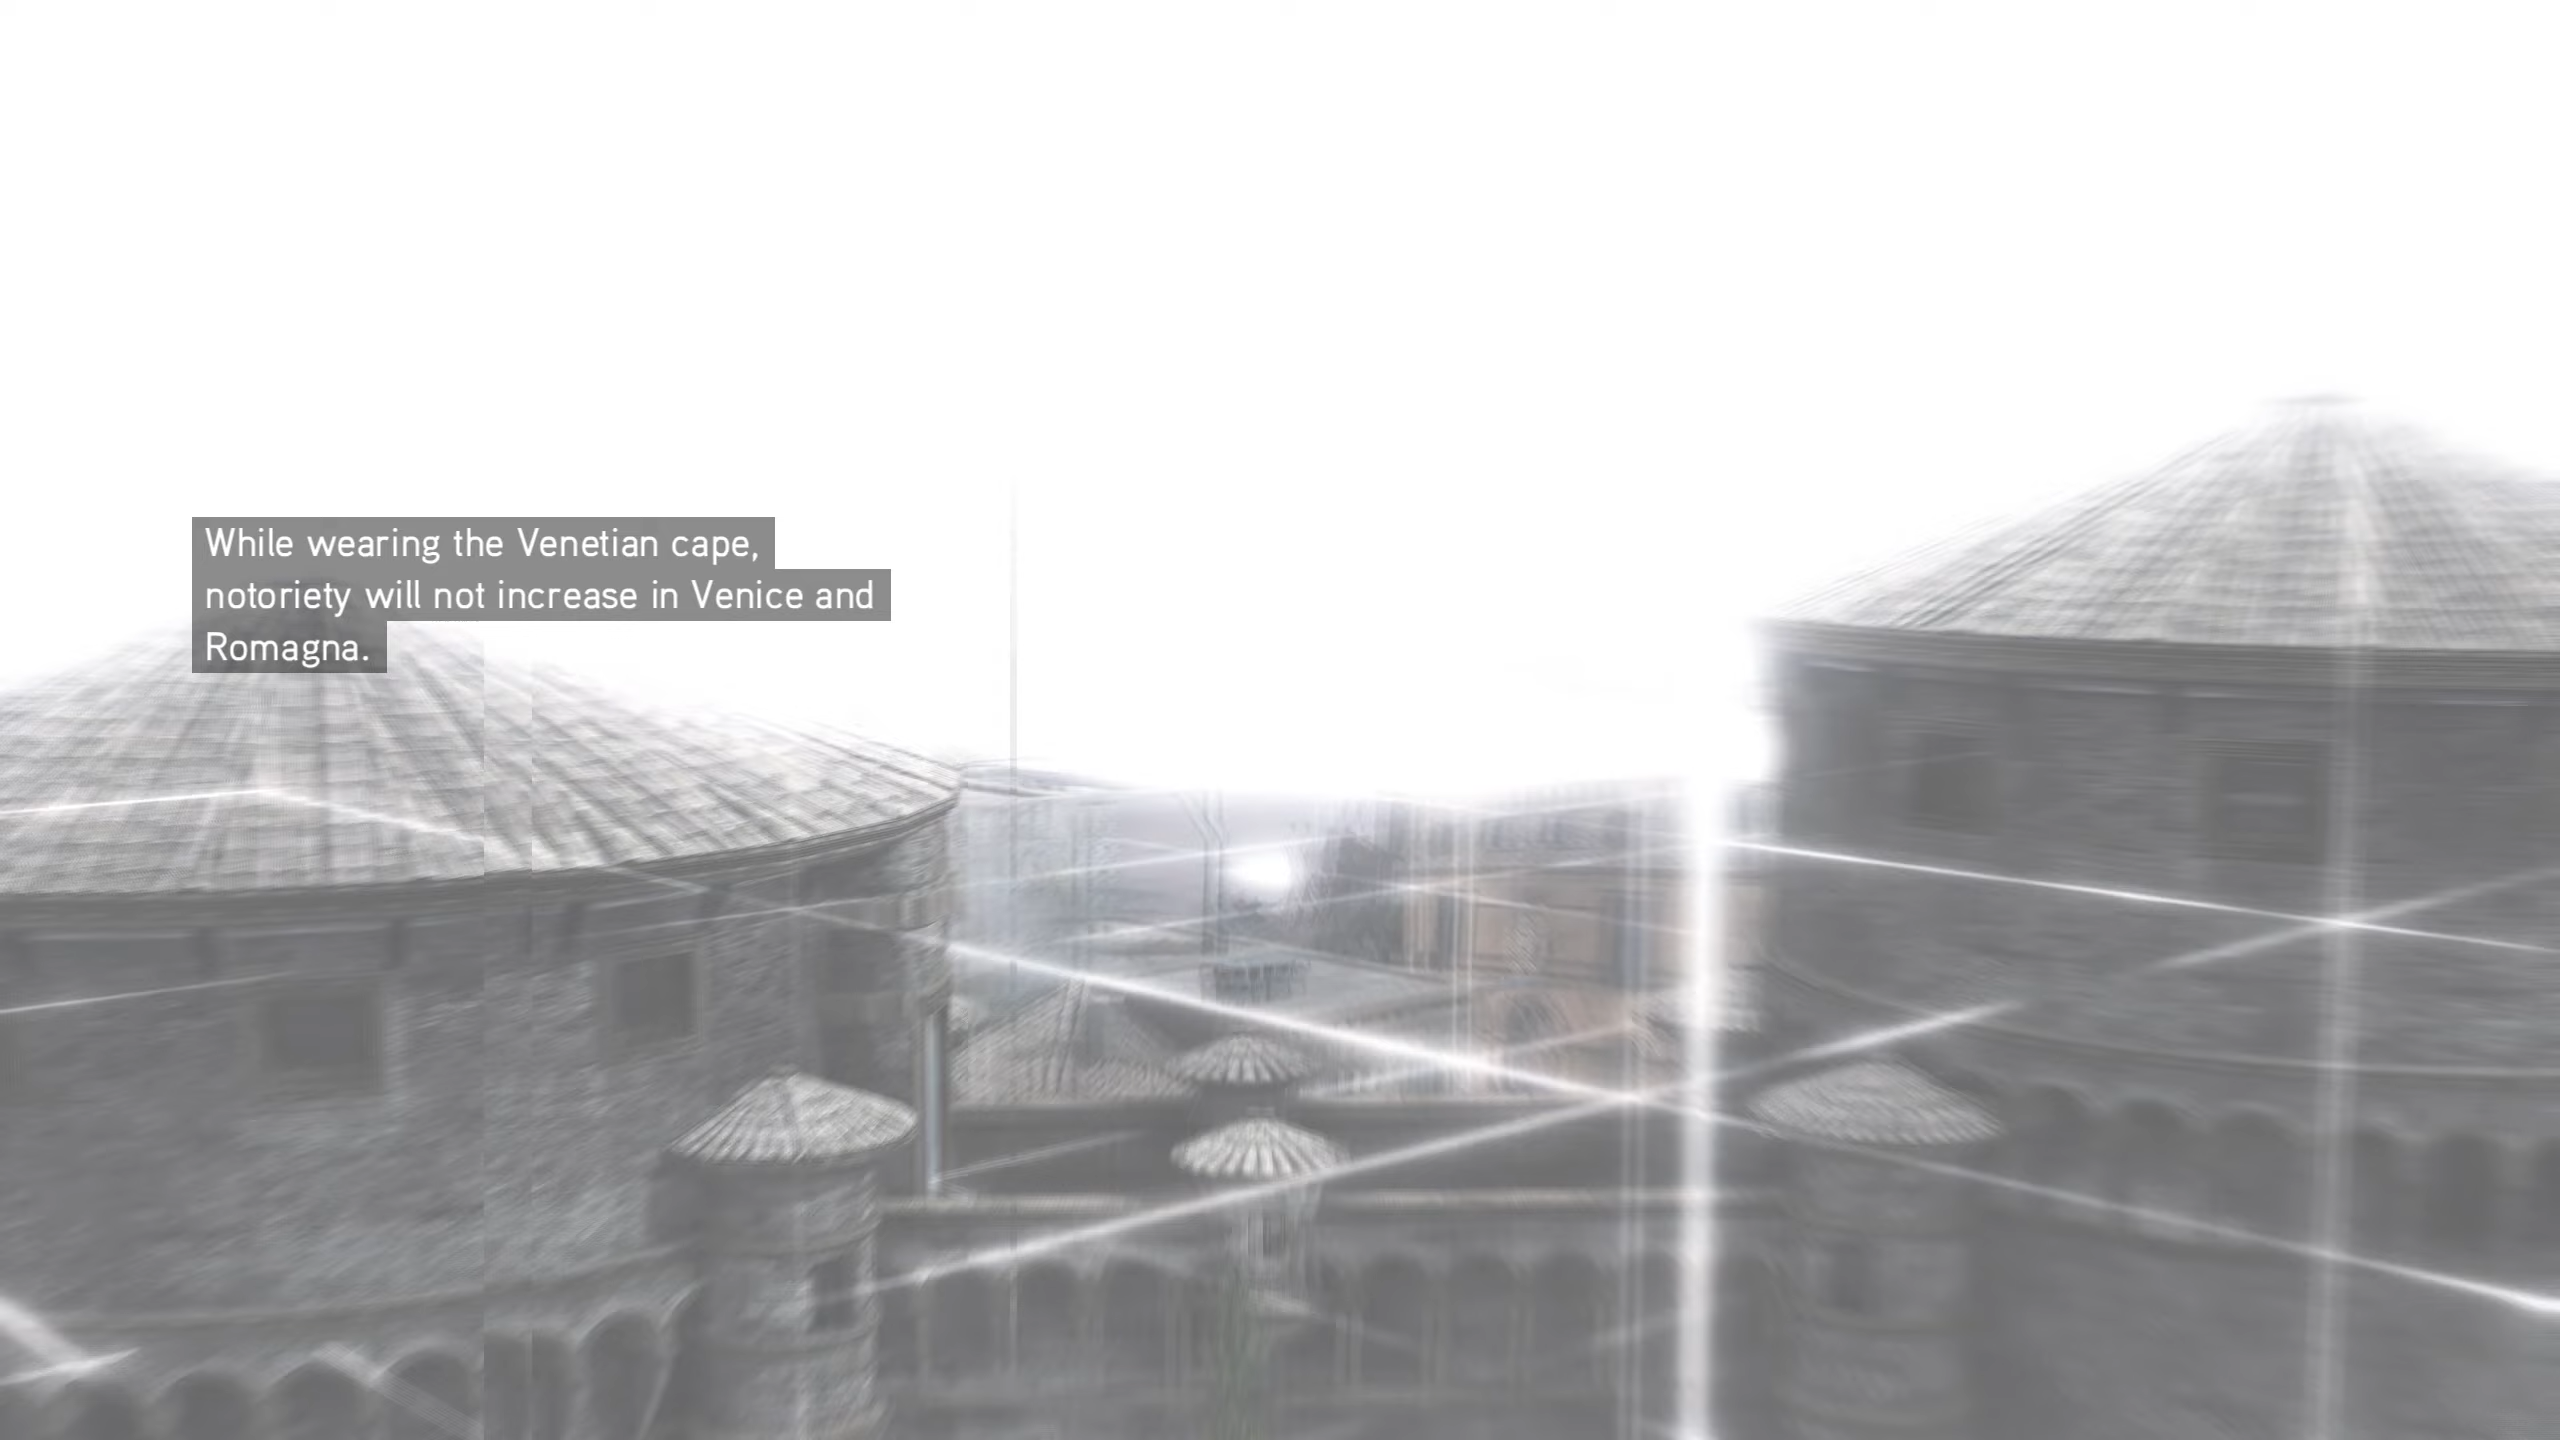 While wearing the Venetian cape,
notoriety will not increase in Venice and
Romagna.